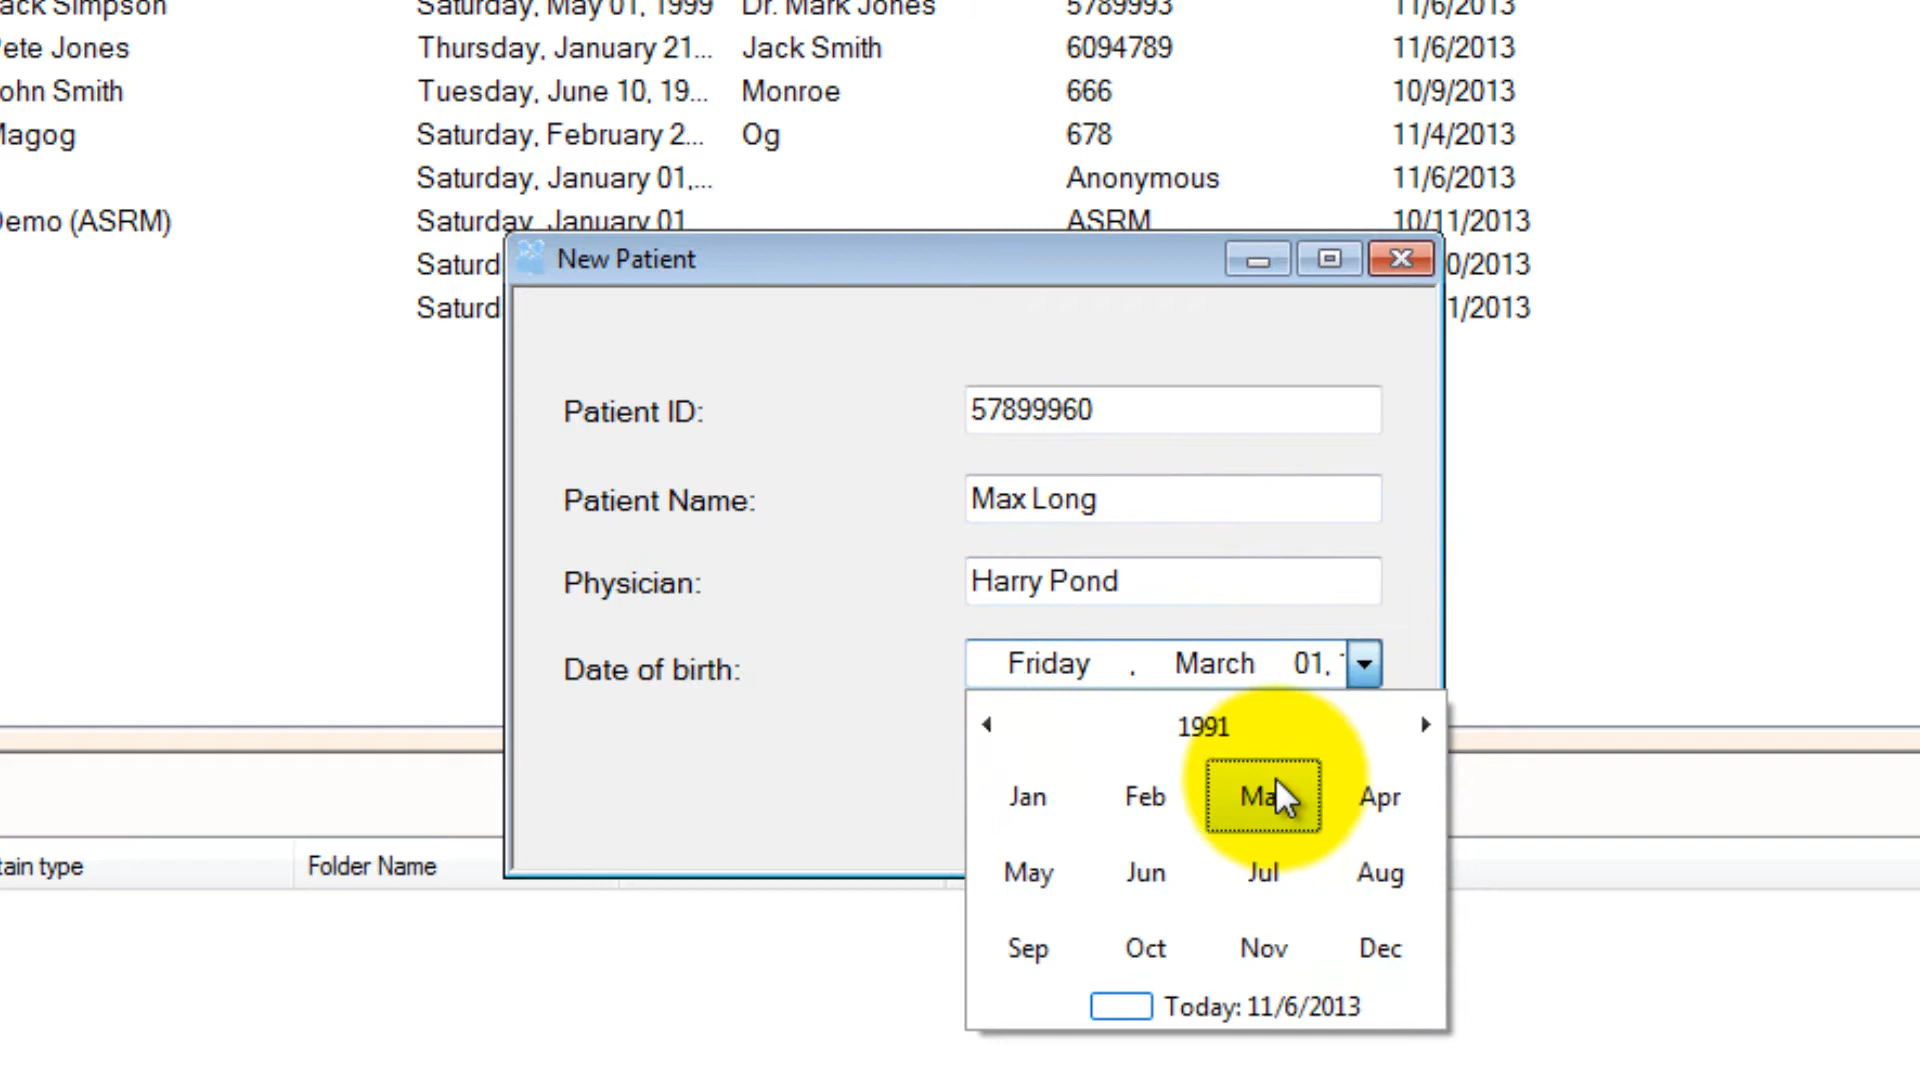 Simpson Saturday, May 01, 1999 Dr. Mark Jones 5789993 11/6/2013
ete Jones Thursday, January 21... Jack Smith 6094789 11/6/2013
ohn Smith Tuesday, June 10, 19... Monroe 666 10/9/2013
agog Saturday, February 2... Og 678 11/4/2013
Saturday, January 01,... Anonymous 11/6/2013
emo (ASRM) Saturday, January 01 ASRM 10/11/2013
Saturd 0/2013
Saturd 1/2013
New Patient
Patient ID: 57899960
Patient Name: Max Long
Physician: Harry Pond
Date of birth: Friday , March 01,
1991
Jan Feb Ma Apr
May Jun Jul Aug
Sep Oct Nov Dec
Today: 11/6/2013
tain type Folder Name